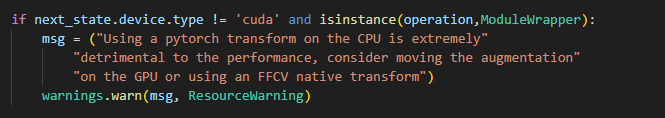 if next_state.device.type != 'cuda' and isinstance(operation,ModuleWrapper):
    msg = ("Using a pytorch transform on the CPU is extremely"
        "detrimental to the performance, consider moving the augmentation"
        "on the GPU or using an FFCV native transform")
    warnings.warn(msg, ResourceWarning)